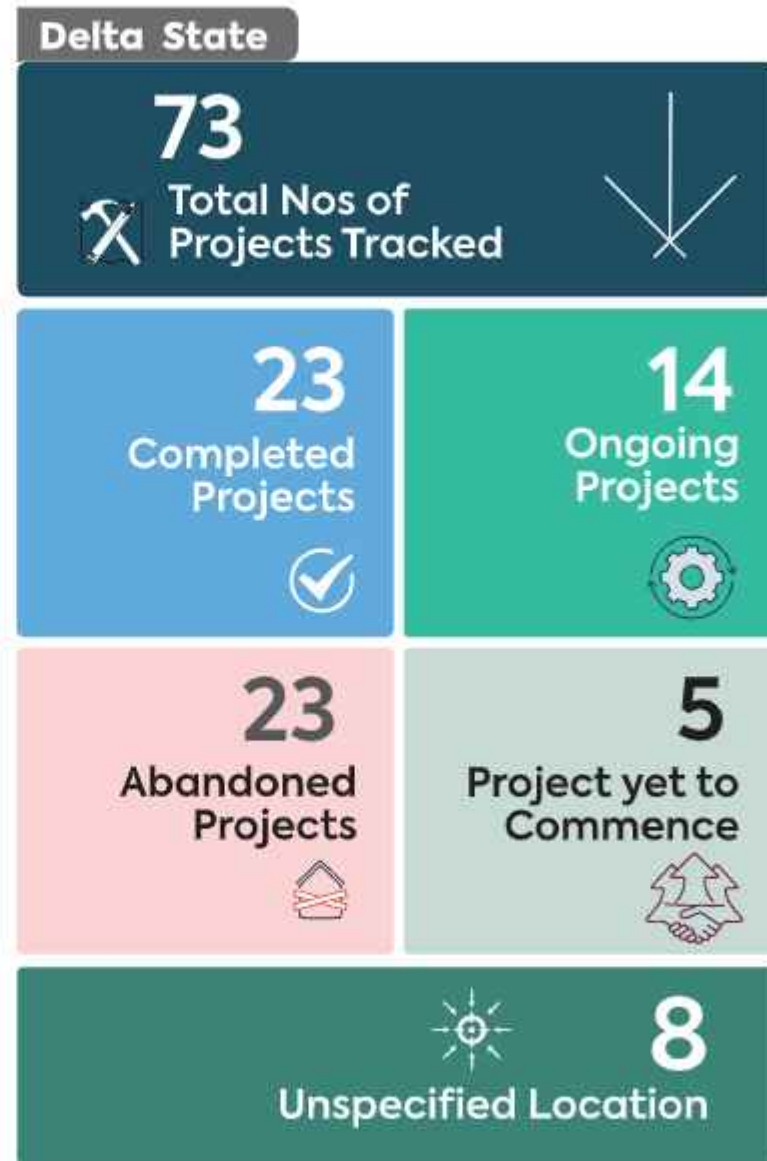 Delta State
73
Total Nos of
Projects Tracked
23
Completed
Projects
14
Ongoing
Projects
23
Abandoned
Projects
5
Project yet to
Commence
8
Unspecified Location